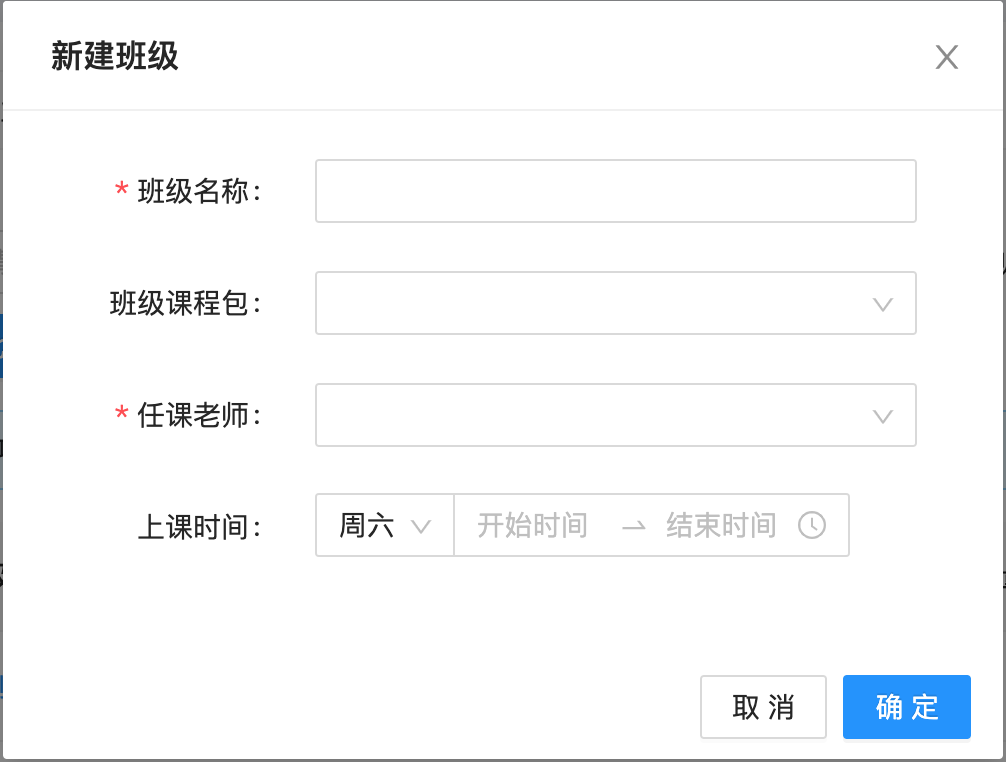 新建班级
* 班级名称:
班级课程包:
* 任课老师:
上课时间: 周六 开始时间 → 结束时间
取 消 确 定